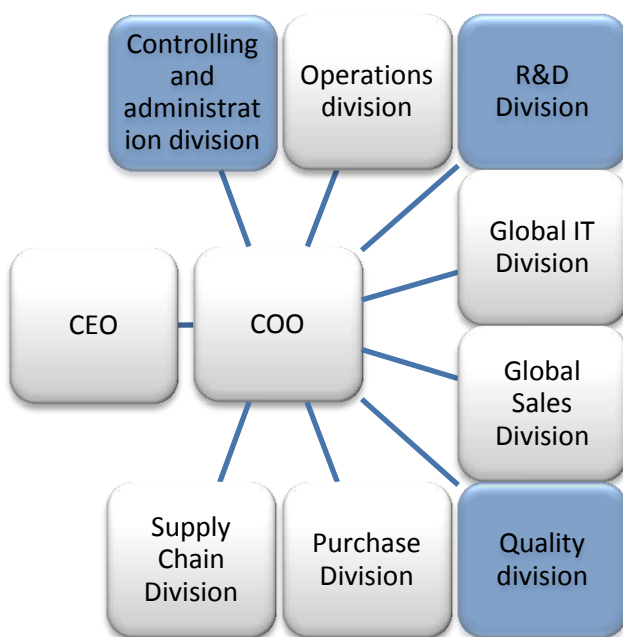 Controlling
and
administrat
ion division
Operations
division
R&D
Division
Global IT
Division
CEO
COO
Global
Sales
Division
Supply
Chain
Division
Purchase
Division
Quality
division